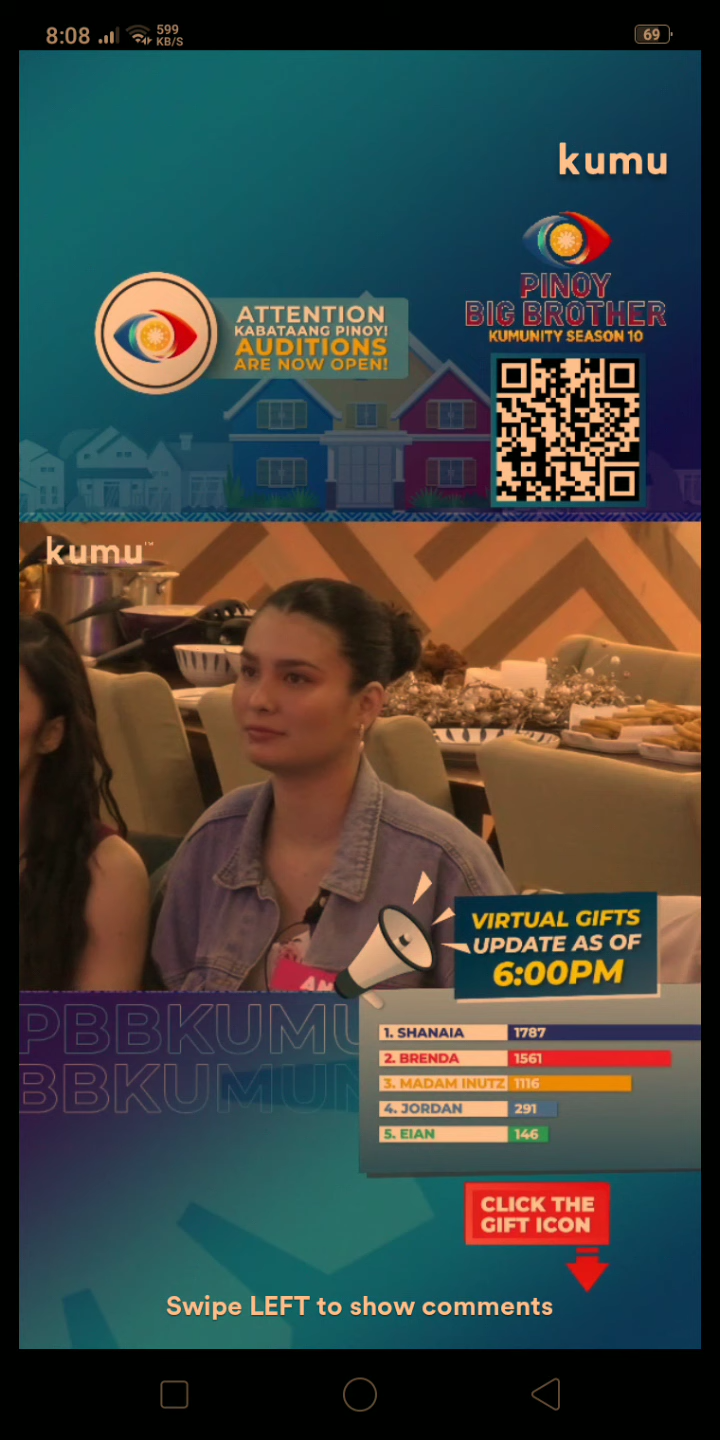 8:08
599
KB/S
69
kumu
PINOY
BIG BROTHER
KUMUNITY SEASON 10
ATTENTION
KABATAANG PINOY!
AUDITIONS
ARE NOW OPEN!
kumu™
VIRTUAL GIFTS
UPDATE AS OF
6:00PM
PBBKUMU
BBKUMUN
1. SHANAIA 1787
2. BRENDA 1561
3. MADAM INUTZ 1116
4. JORDAN 291
5. EIAN 146
CLICK THE
GIFT ICON
Swipe LEFT to show comments